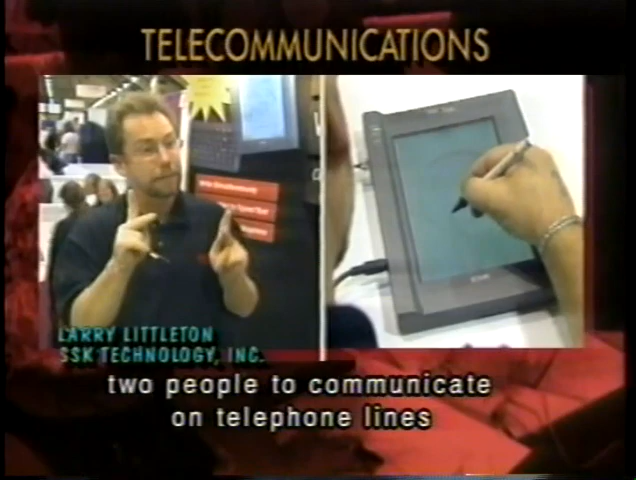 TELECOMMUNICATIONS
LARRY LITTLETON
SSK TECHNOLOGY, INC.
two people to communicate
on telephone lines